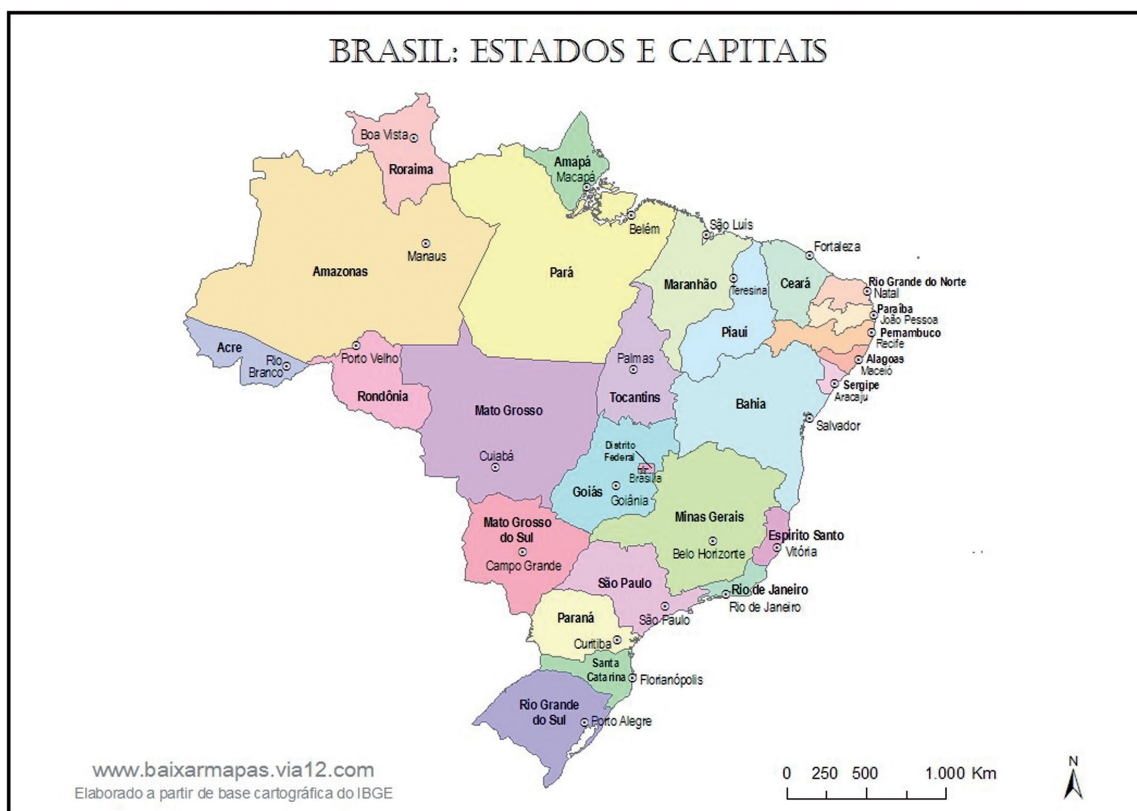 BRASIL: ESTADOS E CAPITAIS
Boa Vista
Roraima
Amapá
Macapá
Belém
São Luís
Fortaleza
Amazonas
Manaus
Pará
Maranhão
Teresina
Ceará
Rio Grande do Norte
Natal
Paraíba
João Pessoa
Pernambuco
Recife
Piauí
Alagoas
Maceió
Sergipe
Aracaju
Acre
Rio
Branco
Porto Velho
Rondônia
Palmas
Tocantins
Mato Grosso
Cuiabá
Bahia
Salvador
Distrito
Federal
Brasília
Goiás
Goiânia
Minas Gerais
Belo Horizonte
Espirito Santo
Vitória
Mato Grosso
do Sul
Campo Grande
São Paulo
São Paulo
Rio de Janeiro
Rio de Janeiro
Paraná
Curitiba
Santa
Catarina
Florianópolis
Rio Grande
do Sul
Porto Alegre
www.baixarmapas.via12.com
Elaborado a partir de base cartográfica do IBGE
0 250 500 1.000 Km
N